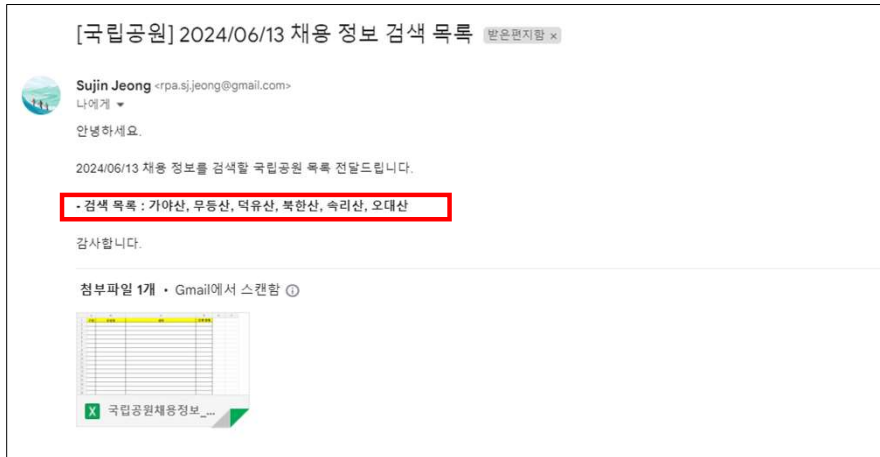 [국립공원] 2024/06/13 채용 정보 검색 목록 받은편지함 ×
Sujin Jeong <rpa.sj.jeong@gmail.com>
나에게
안녕하세요.
2024/06/13 채용 정보를 검색할 국립공원 목록 전달드립니다.
- 검색 목록 : 가야산, 무등산, 덕유산, 북한산, 속리산, 오대산
감사합니다.
첨부파일 1개 • Gmail에서 스캔함
X 국립공원채용정보_...